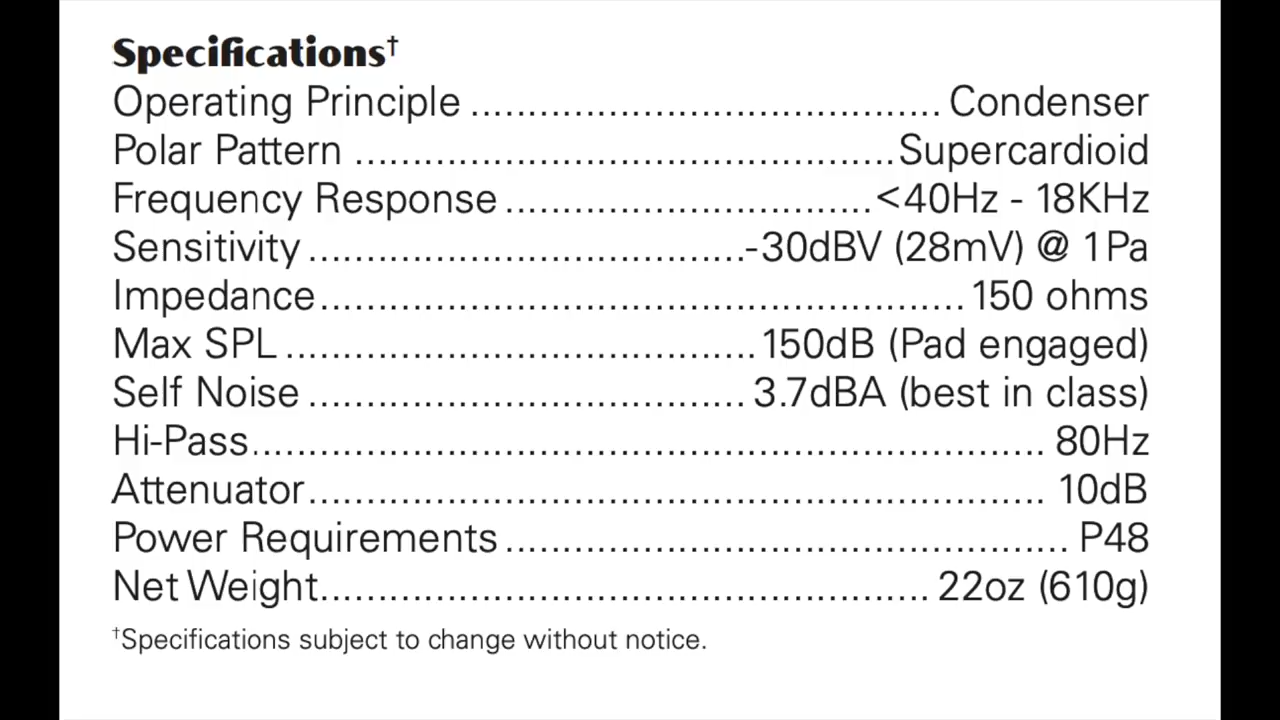 Specifications†
Operating Principle ......................................... Condenser
Polar Pattern ...............................................Supercardioid
Frequency Response ................................<40Hz - 18KHz
Sensitivity ......................................-30dBV (28mV) @ 1Pa
Impedance........................................................ 150 ohms
Max SPL ......................................... 150dB (Pad engaged)
Self Noise ...................................... 3.7dBA (best in class)
Hi-Pass..................................................................... 80Hz
Attenuator................................................................ 10dB
Power Requirements ................................................. P48
Net Weight..................................................... 22oz (610g)
†Specifications subject to change without notice.